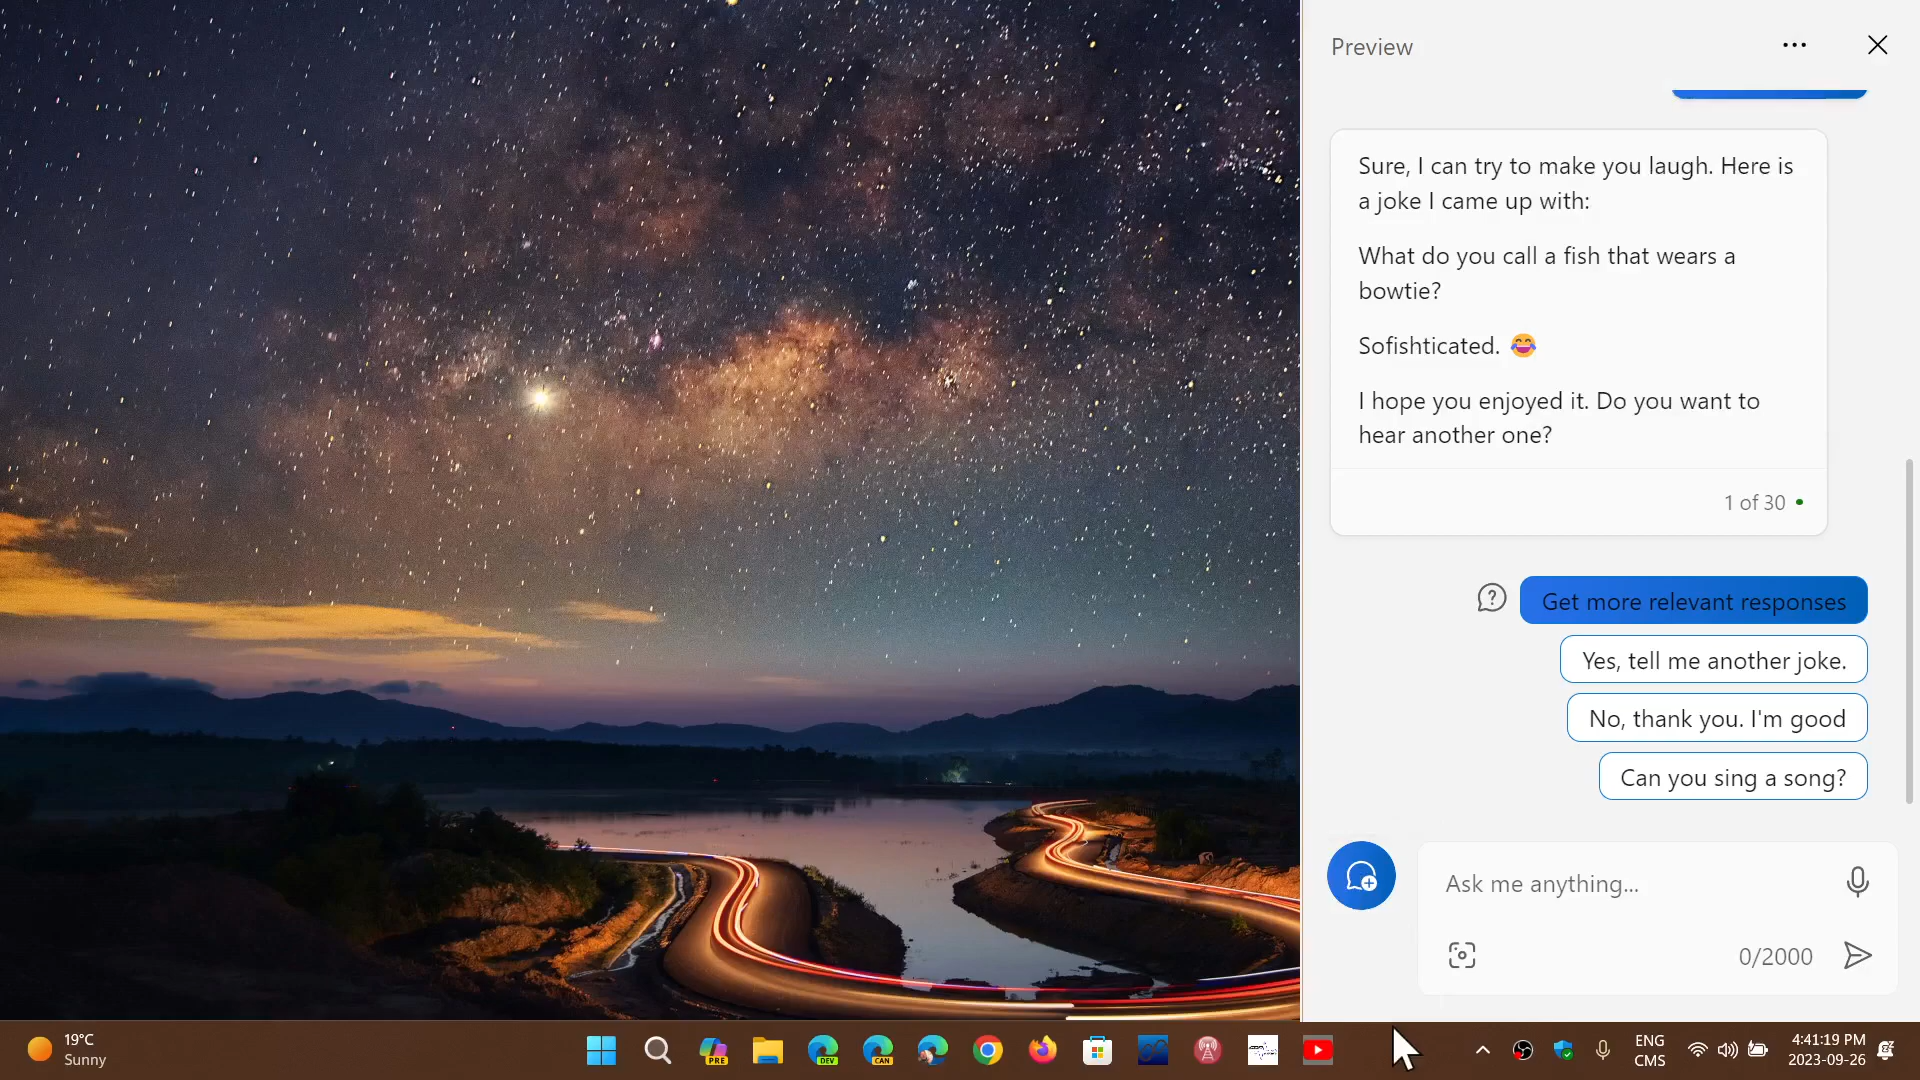 Preview
Sure, I can try to make you laugh. Here is
a joke I came up with:
What do you call a fish that wears a
bowtie?
Sofishticated. 😂
I hope you enjoyed it. Do you want to
hear another one?
1 of 30
Get more relevant responses
Yes, tell me another joke.
No, thank you. I'm good
Can you sing a song?
Ask me anything...
0/2000
19°C
Sunny
PRE
DEV
CAN
ENG
CMS
4:41:19 PM
2023-09-26